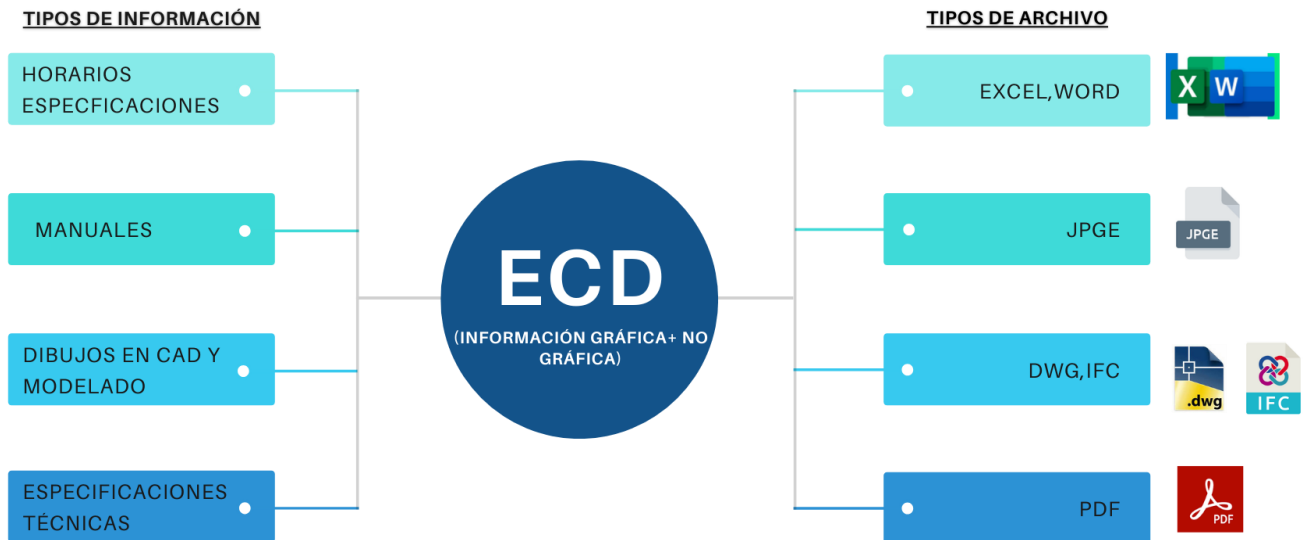 TIPOS DE INFORMACIÓN
HORARIOS
ESPECFICACIONES
MANUALES
DIBUJOS EN CAD Y
MODELADO
ESPECIFICACIONES
TÉCNICAS
ECD
(INFORMACIÓN GRÁFICA+ NO
GRÁFICA)
TIPOS DE ARCHIVO
EXCEL,WORD
X W
JPGE
JPGE
DWG,IFC
.dwg
IFC
PDF
PDF